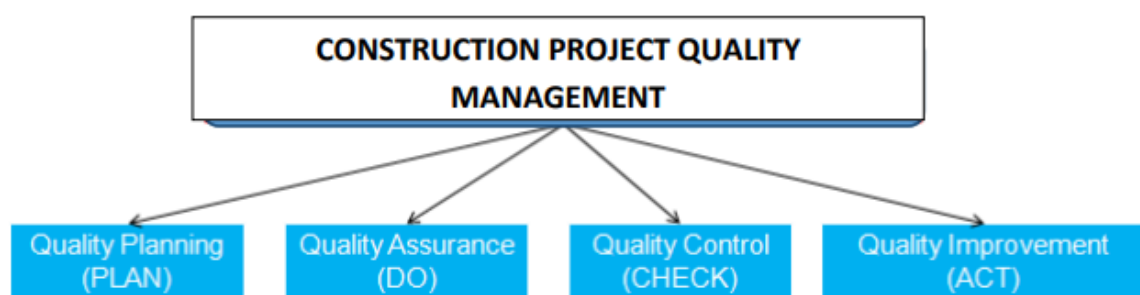 CONSTRUCTION PROJECT QUALITY
MANAGEMENT
Quality Planning
(PLAN)
Quality Assurance
(DO)
Quality Control
(CHECK)
Quality Improvement
(ACT)